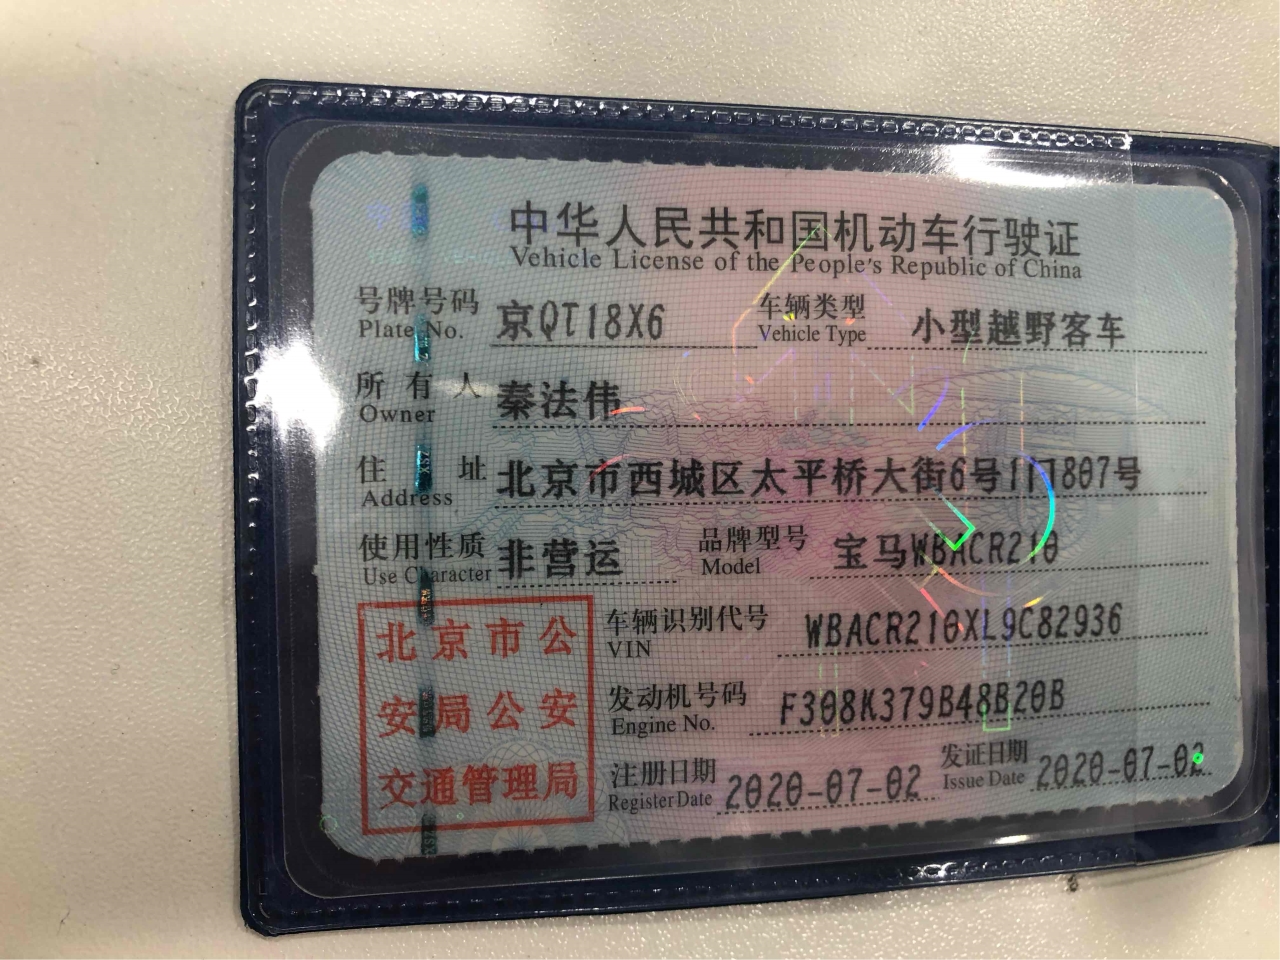 中华人民共和国机动车行驶证
Vehicle License of the People's Republic of China
号牌号码 京QT18X6 车辆类型 小型越野客车
Plate No. Vehicle Type
所有人 秦法伟
Owner
住址 北京市西城区太平桥大街6号
Address
使用性质 非营运 品牌型号 宝马WBACR210
Use Character Model
北京市公
安局公安
交通管理局
车辆识别代号 WBACR210XL9C82936
VIN
发动机号码 F308K379B48B20B
Engine No.
注册日期 2020-07-02 发证日期 2020-07-02
Register Date Issue Date